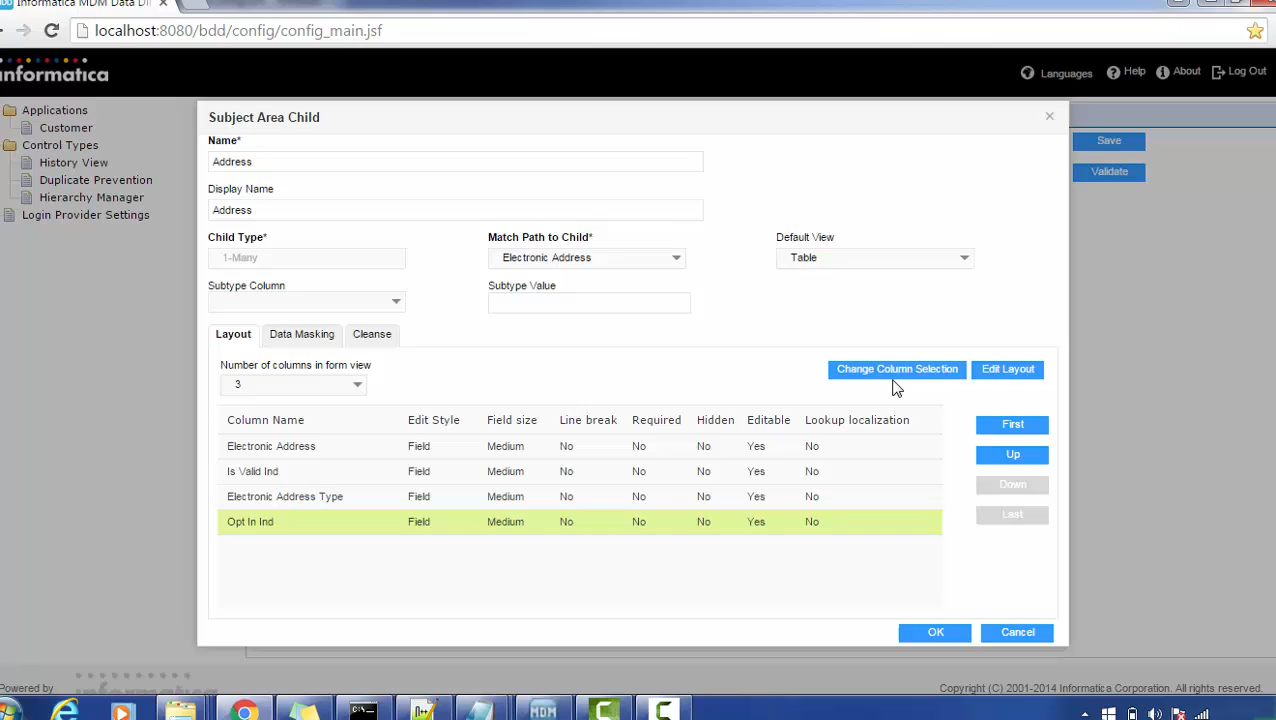 Informatica MDM Data Di
localhost:8080/bdd/config/config_main.jsf
informatica
Languages Help About Log Out
Applications
Customer
Control Types
History View
Duplicate Prevention
Hierarchy Manager
Login Provider Settings
Save
Validate
Subject Area Child
Name*
Address
Display Name
Address
Child Type* Match Path to Child* Default View
1-Many Electronic Address Table
Subtype Column Subtype Value
Layout Data Masking Cleanse
Number of columns in form view
3
Change Column Selection Edit Layout
Column Name Edit Style Field size Line break Required Hidden Editable Lookup localization
Electronic Address Field Medium No No No Yes No
Is Valid Ind Field Medium No No No Yes No
Electronic Address Type Field Medium No No No Yes No
Opt In Ind Field Medium No No No Yes No
First
Up
Down
Last
OK Cancel
Powered by
Copyright (C) 2001-2014 Informatica Corporation. All rights reserved.
MDM